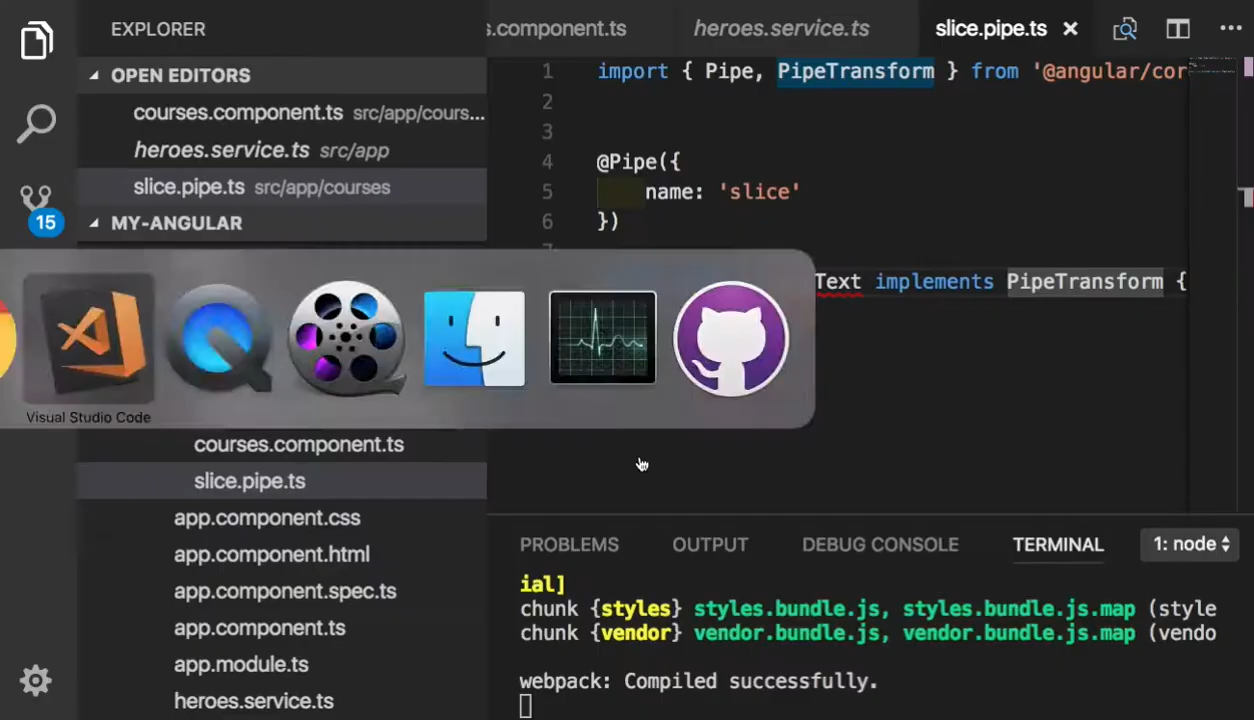 EXPLORER
OPEN EDITORS
courses.component.ts src/app/cours...
heroes.service.ts src/app
slice.pipe.ts src/app/courses
15
MY-ANGULAR
s.component.ts heroes.service.ts slice.pipe.ts
1 import { Pipe, PipeTransform } from '@angular/cor
2
3
4 @Pipe({
5 name: 'slice'
6 })
Text implements PipeTransform {
Visual Studio Code
courses.component.ts
slice.pipe.ts
app.component.css
app.component.html
app.component.spec.ts
app.component.ts
app.module.ts
heroes.service.ts
PROBLEMS OUTPUT DEBUG CONSOLE TERMINAL 1: node
ial]
chunk {styles} styles.bundle.js, styles.bundle.js.map (style
chunk {vendor} vendor.bundle.js, vendor.bundle.js.map (vendo
webpack: Compiled successfully.